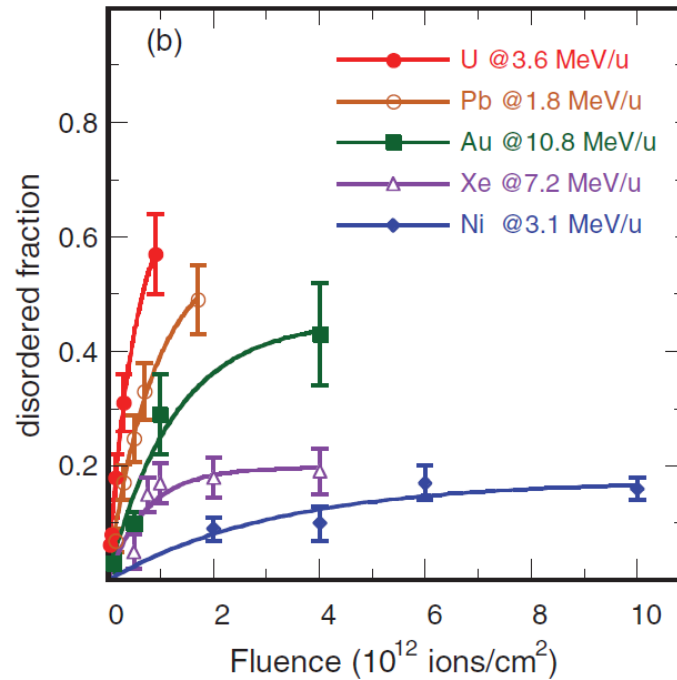 (b)
U @3.6 MeV/u
Pb @1.8 MeV/u
Au @10.8 MeV/u
Xe @7.2 MeV/u
Ni @3.1 MeV/u
disordered fraction
0.8
0.6
0.4
0.2
0 2 4 6 8 10
Fluence (10¹² ions/cm²)